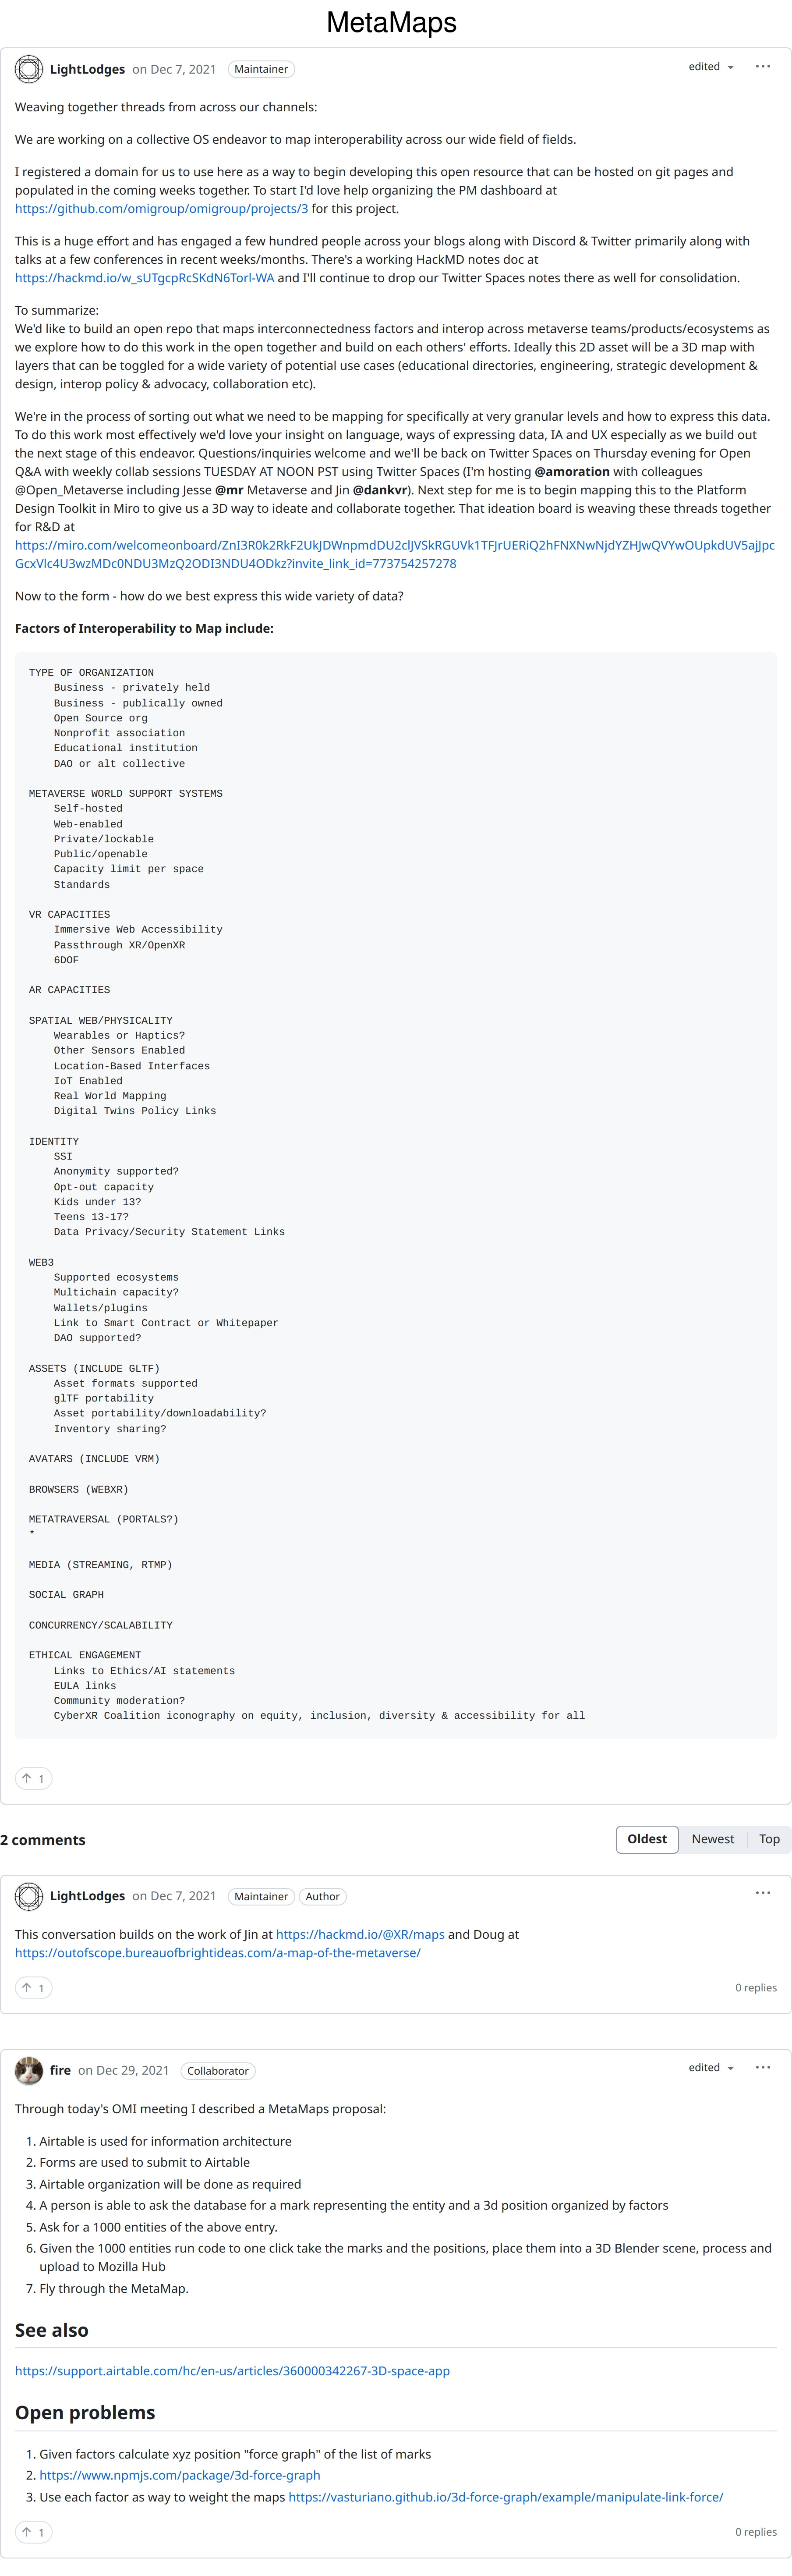 MetaMaps
LightLodges on Dec 7, 2021 Maintainer edited
Weaving together threads from across our channels:
We are working on a collective OS endeavor to map interoperability across our wide field of fields.
I registered a domain for us to use here as a way to begin developing this open resource that can be hosted on git pages and
populated in the coming weeks together. To start I'd love help organizing the PM dashboard at
https://github.com/omigroup/omigroup/projects/3 for this project.
This is a huge effort and has engaged a few hundred people across your blogs along with Discord & Twitter primarily along with
talks at a few conferences in recent weeks/months. There's a working HackMD notes doc at
https://hackmd.io/w_sUTgcpRcSKdN6Torl-WA and I'll continue to drop our Twitter Spaces notes there as well for consolidation.
To summarize:
We'd like to build an open repo that maps interconnectedness factors and interop across metaverse teams/products/ecosystems as
we explore how to do this work in the open together and build on each others' efforts. Ideally this 2D asset will be a 3D map with
layers that can be toggled for a wide variety of potential use cases (educational directories, engineering, strategic development &
design, interop policy & advocacy, collaboration etc).
We're in the process of sorting out what we need to be mapping for specifically at very granular levels and how to express this data.
To do this work most effectively we'd love your insight on language, ways of expressing data, IA and UX especially as we build out
the next stage of this endeavor. Questions/inquiries welcome and we'll be back on Twitter Spaces on Thursday evening for Open
Q&A with weekly collab sessions TUESDAY AT NOON PST using Twitter Spaces (I'm hosting @amoration with colleagues
@Open_Metaverse including Jesse @mr Metaverse and Jin @dankvr). Next step for me is to begin mapping this to the Platform
Design Toolkit in Miro to give us a 3D way to ideate and collaborate together. That ideation board is weaving these threads together
for R&D at
https://miro.com/welcomeonboard/ZnI3R0k2RkF2UkJDWnpmdDU2clJVSkRGUVk1TFJrUERiQ2hFNXNwNjdYZHJwQVYwOUpkdUV5ajJpc
GcxVlc4U3wzMDc0NDU3MzQ2ODI3NDU4ODkz?invite_link_id=773754257278
Now to the form - how do we best express this wide variety of data?
Factors of Interoperability to Map include:
TYPE OF ORGANIZATION
Business - privately held
Business - publically owned
Open Source org
Nonprofit association
Educational institution
DAO or alt collective
METAVERSE WORLD SUPPORT SYSTEMS
Self-hosted
Web-enabled
Private/lockable
Public/openable
Capacity limit per space
Standards
VR CAPACITIES
Immersive Web Accessibility
Passthrough XR/OpenXR
6DOF
AR CAPACITIES
SPATIAL WEB/PHYSICALITY
Wearables or Haptics?
Other Sensors Enabled
Location-Based Interfaces
IoT Enabled
Real World Mapping
Digital Twins Policy Links
IDENTITY
SSI
Anonymity supported?
Opt-out capacity
Kids under 13?
Teens 13-17?
Data Privacy/Security Statement Links
WEB3
Supported ecosystems
Multichain capacity?
Wallets/plugins
Link to Smart Contract or Whitepaper
DAO supported?
ASSETS (INCLUDE GLTF)
Asset formats supported
glTF portability
Asset portability/downloadability?
Inventory sharing?
AVATARS (INCLUDE VRM)
BROWSERS (WEBXR)
METATRAVERSAL (PORTALS?)
*
MEDIA (STREAMING, RTMP)
SOCIAL GRAPH
CONCURRENCY/SCALABILITY
ETHICAL ENGAGEMENT
Links to Ethics/AI statements
EULA links
Community moderation?
CyberXR Coalition iconography on equity, inclusion, diversity & accessibility for all
↑ 1
2 comments Oldest Newest Top
LightLodges on Dec 7, 2021 Maintainer Author
This conversation builds on the work of Jin at https://hackmd.io/@XR/maps and Doug at
https://outofscope.bureauofbrightideas.com/a-map-of-the-metaverse/
↑ 1 0 replies
fire on Dec 29, 2021 Collaborator edited
Through today's OMI meeting I described a MetaMaps proposal:
1. Airtable is used for information architecture
2. Forms are used to submit to Airtable
3. Airtable organization will be done as required
4. A person is able to ask the database for a mark representing the entity and a 3d position organized by factors
5. Ask for a 1000 entities of the above entry.
6. Given the 1000 entities run code to one click take the marks and the positions, place them into a 3D Blender scene, process and
upload to Mozilla Hub
7. Fly through the MetaMap.
See also
https://support.airtable.com/hc/en-us/articles/360000342267-3D-space-app
Open problems
1. Given factors calculate xyz position "force graph" of the list of marks
2. https://www.npmjs.com/package/3d-force-graph
3. Use each factor as way to weight the maps https://vasturiano.github.io/3d-force-graph/example/manipulate-link-force/
↑ 1 0 replies